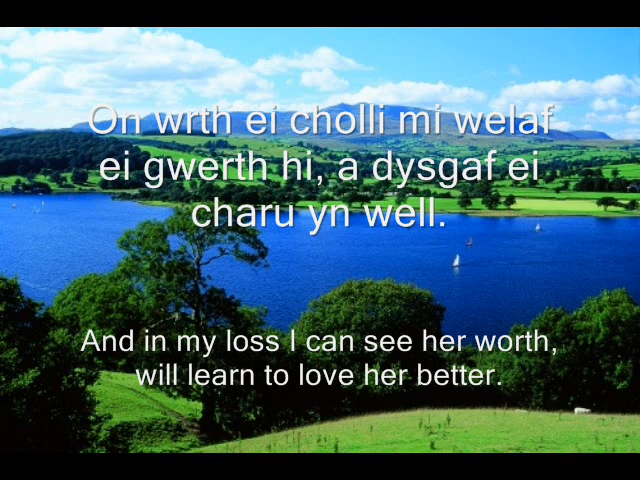 On wrth ei cholli mi welaf
ei gwerth hi, a dysgaf ei
charu yn well.
And in my loss I can see her worth,
will learn to love her better.